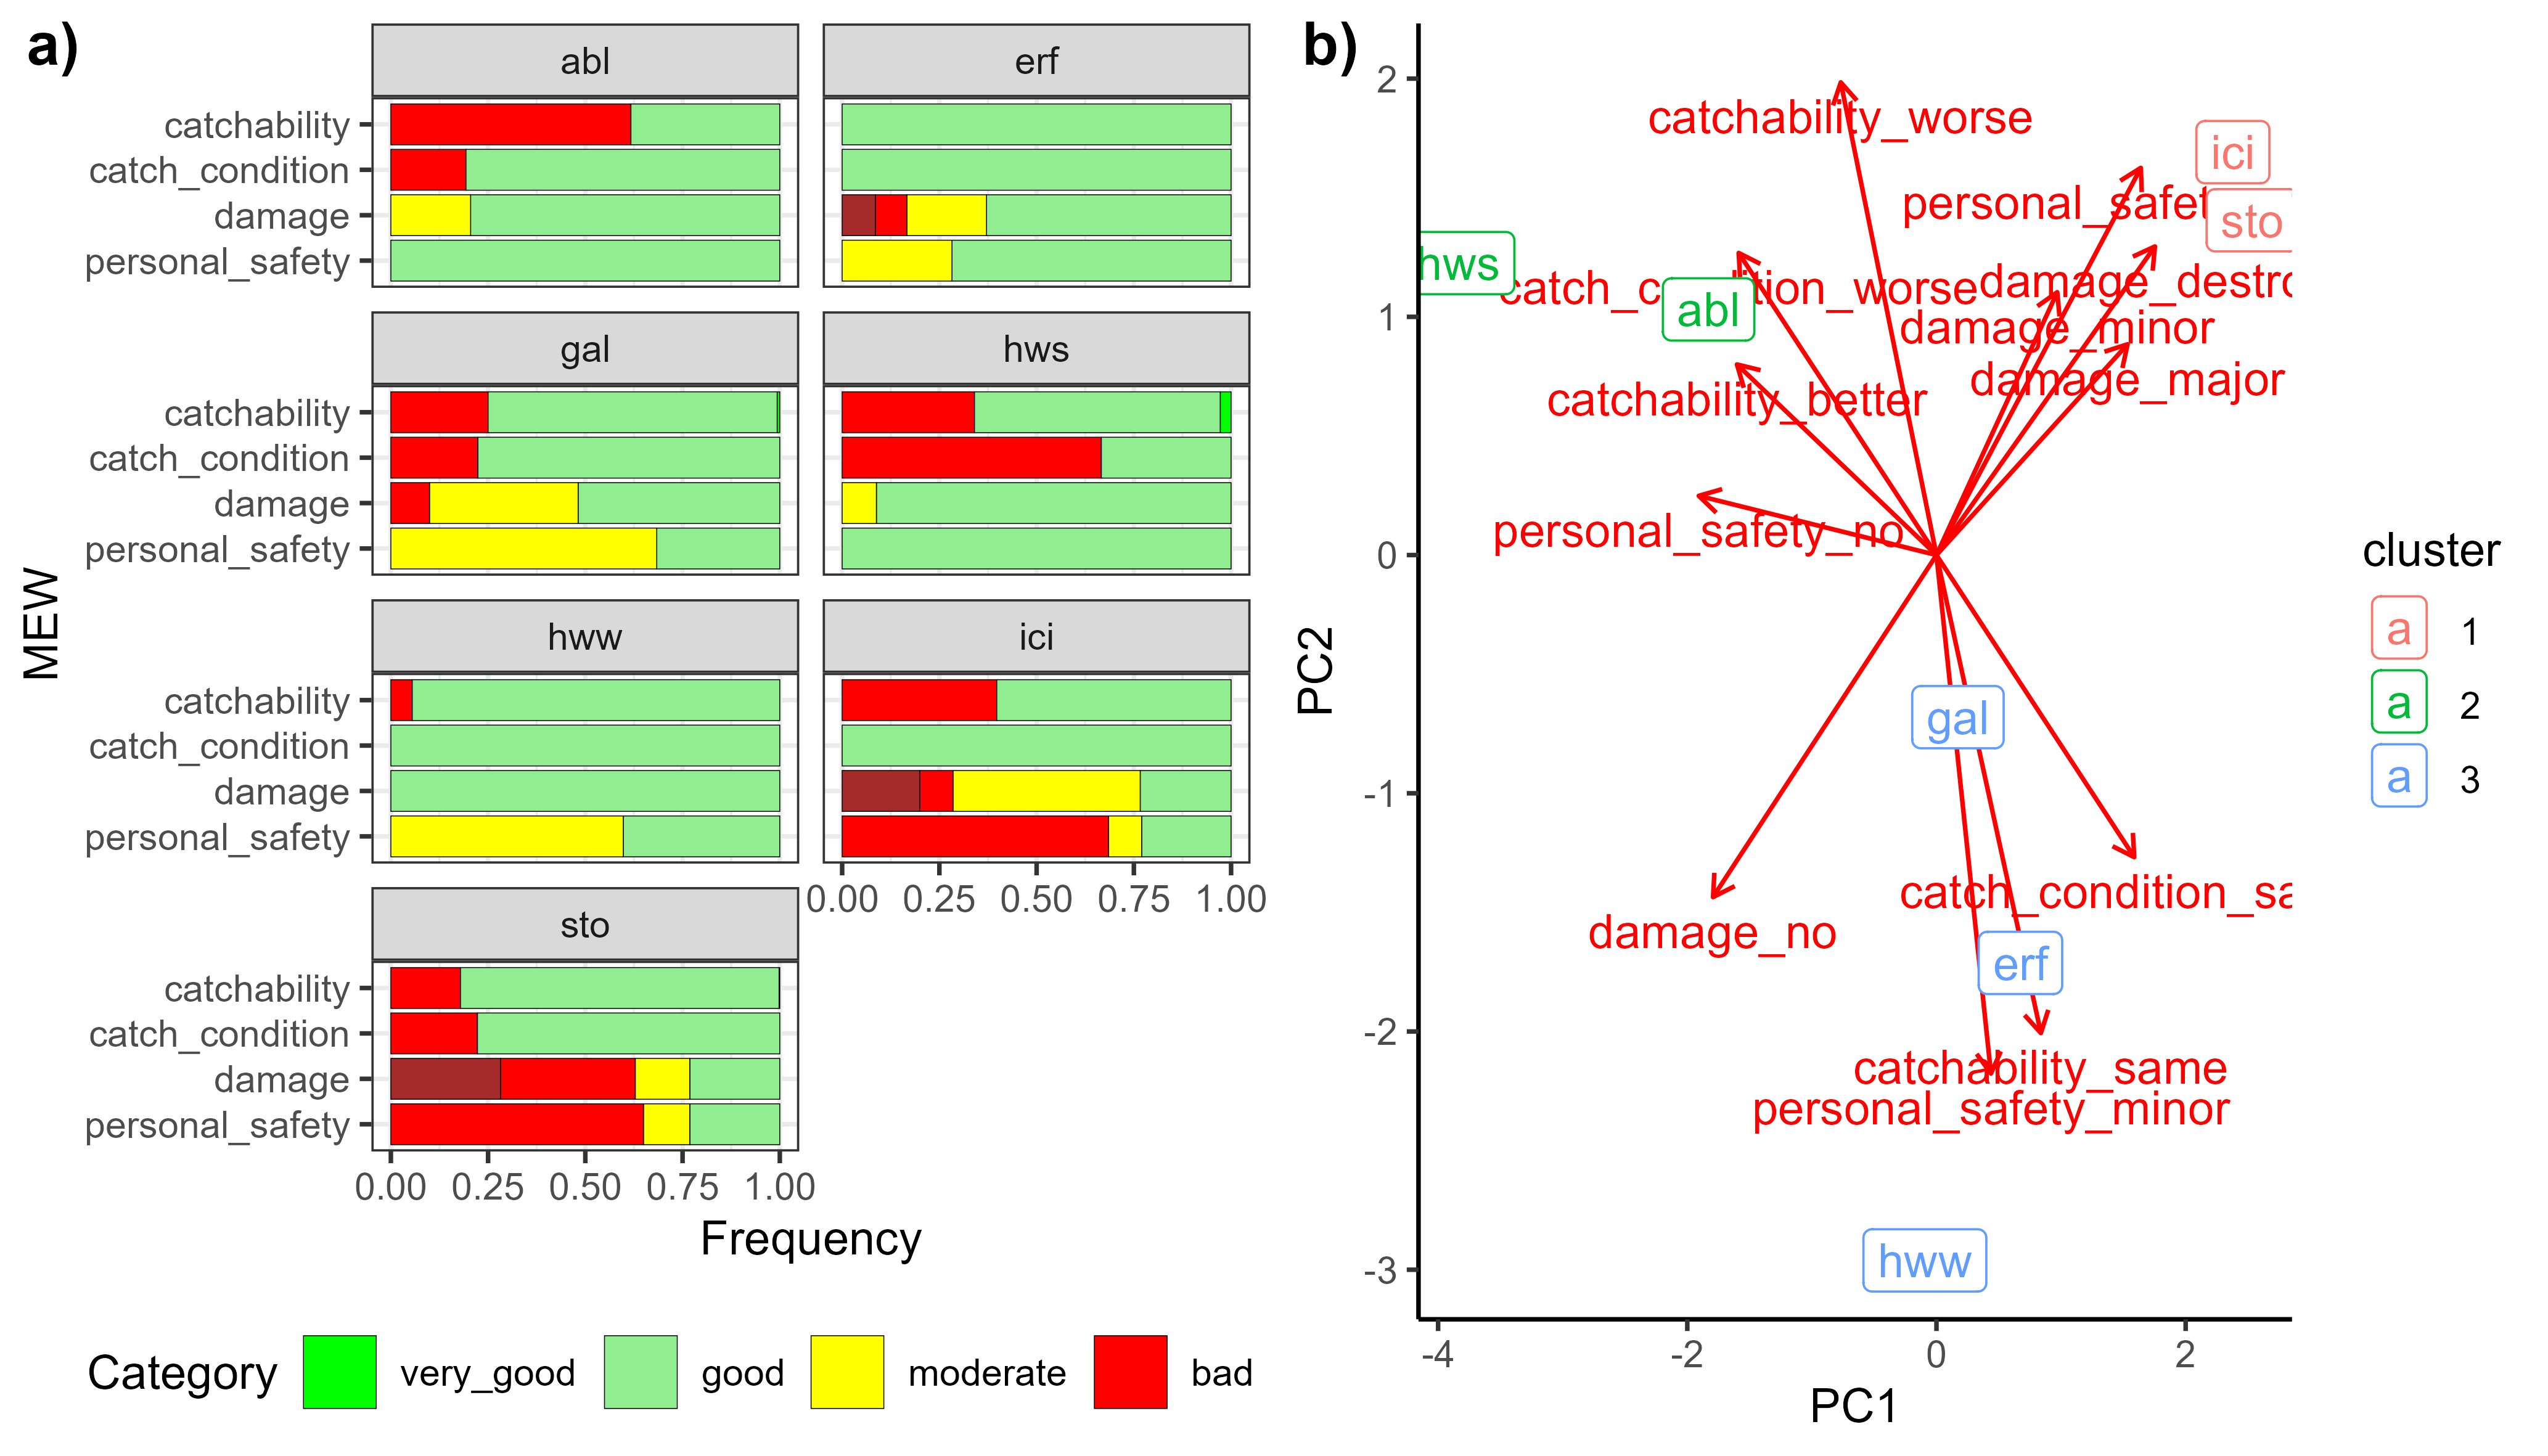 a)
abl
erf
catchability
catch_condition
damage
personal_safety
gal
hws
catchability
catch_condition
damage
personal_safety
MEW
hww
ici
catchability
catch_condition
damage
personal_safety
0.00 0.25 0.50 0.75 1.00
sto
catchability
catch_condition
damage
personal_safety
0.00 0.25 0.50 0.75 1.00
Frequency
Category very_good good moderate bad
b)
2
1
0
-1
-2
-3
PC2
catchability_worse
ici
personal_safet
sto
hws
catch_condition_worse
damage_destro
abl
damage_minor
damage_major
catchability_better
personal_safety_no
gal
catch_condition_sa
damage_no
erf
catchability_same
personal_safety_minor
hww
-4 -2 0 2
PC1
cluster
a 1
a 2
a 3